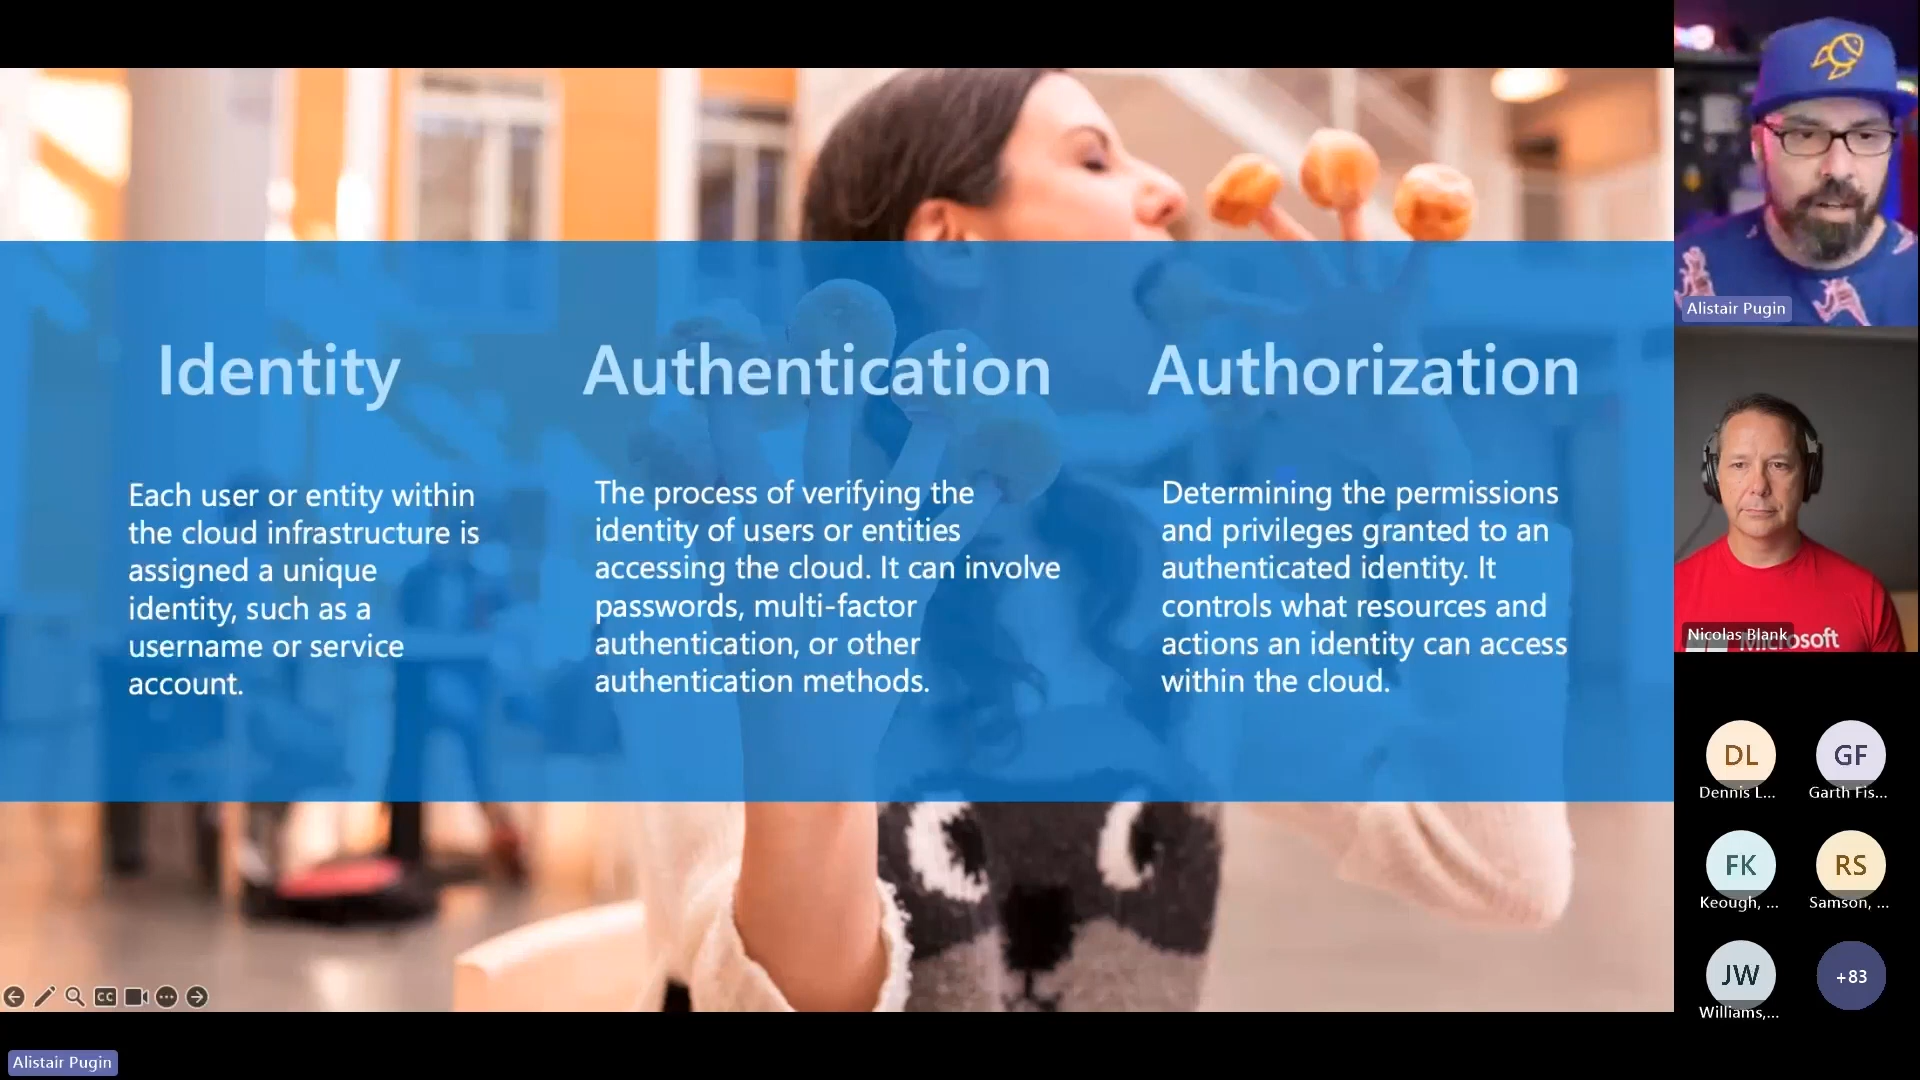 Identity
Each user or entity within
the cloud infrastructure is
assigned a unique
identity, such as a
username or service
account.
Authentication
The process of verifying the
identity of users or entities
accessing the cloud. It can involve
passwords, multi-factor
authentication, or other
authentication methods.
Authorization
Determining the permissions
and privileges granted to an
authenticated identity. It
controls what resources and
actions an identity can access
within the cloud.
CC
Alistair Pugin
Alistair Pugin
Nicolas Blank
Microsoft
DL
Dennis L...
GF
Garth Fis...
FK
Keough, ...
RS
Samson, ...
JW
Williams,...
+83